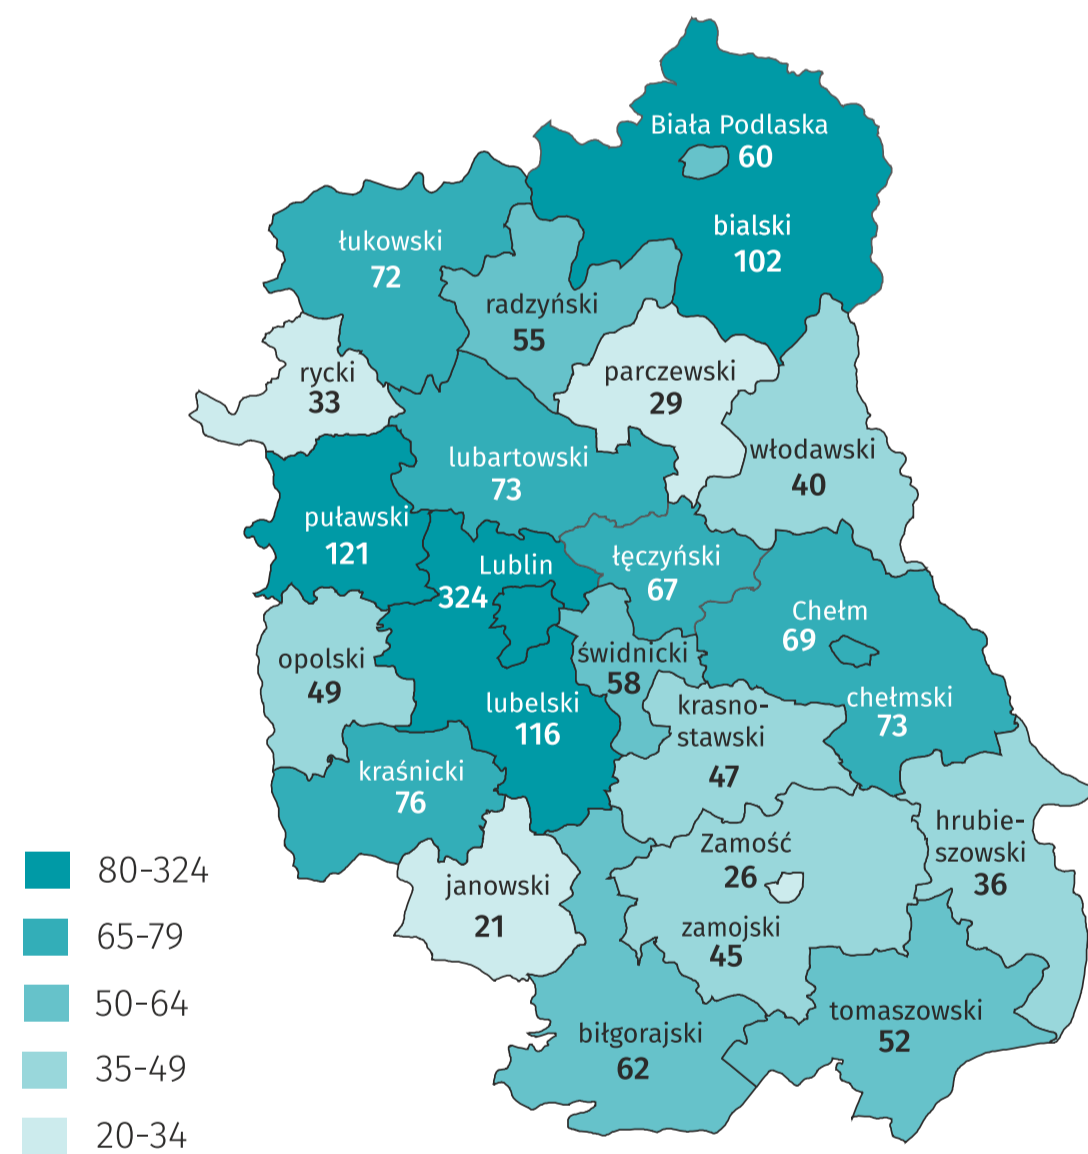 Biała Podlaska
60
bialski
102
łukowski
72
radzyński
55
rycki
33
parczewski
29
włodawski
40
lubartowski
73
puławski
121
Lublin
324
łęczyński
67
Chełm
69
opolski
49
świdnicki
58
lubelski
116
krasno-
stawski
47
chełmski
73
kraśnicki
76
hrubie-
szowski
36
Zamość
26
janowski
21
zamojski
45
tomaszowski
52
biłgorajski
62
80-324
65-79
50-64
35-49
20-34